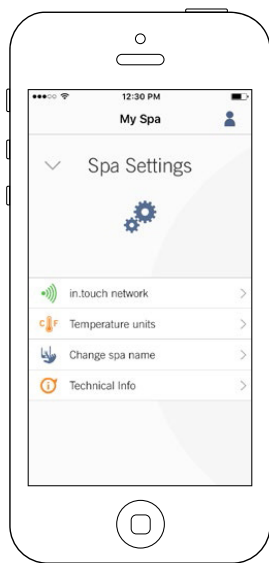 12:30 PM
My Spa
Spa Settings
in.touch network
C F Temperature units
Change spa name
i Technical Info